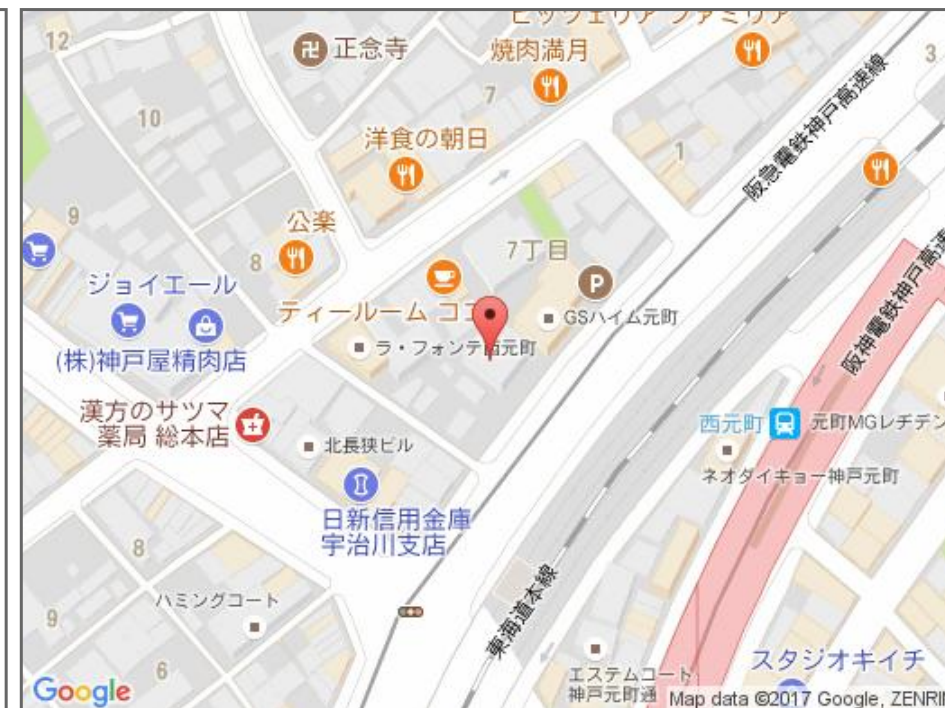 12
正念寺
ピッツェリア ファミリア
焼肉満月
3
7
10
1
阪急電鉄神戸高速線
洋食の朝日
9
公楽
8
7丁目
P
ジョイエール
ティールーム ココ
GSハイム元町
(株)神戸屋精肉店
ラ・フォンテ西元町
阪神電鉄神戸高速
漢方のサツマ
薬局 総本店
北長狭ビル
西元町
元町MGレヂデン
ネオダイキョー神戸元町
日新信用金庫
宇治川支店
8
ハミングコート
9
東海道本線
6
エステムコート
神戸元町通
スタジオキイチ
Google
Map data ©2017 Google, ZENRI